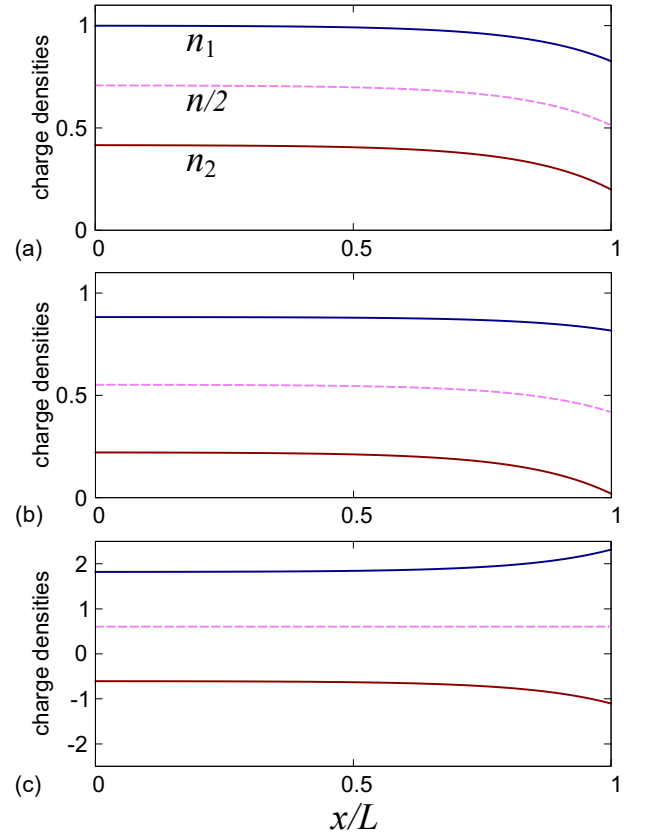 1
n1
n/2
0.5
n2
0
charge densities
(a)
0 0.5 1
1
0.5
0
charge densities
(b)
0 0.5 1
2
1
0
-1
-2
charge densities
(c)
0 0.5 1
x/L